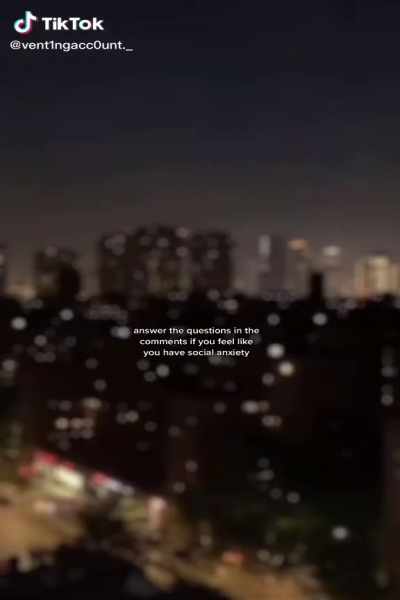 TikTok
@vent1ngacc0unt._
answer the questions in the
comments if you feel like
you have social anxiety